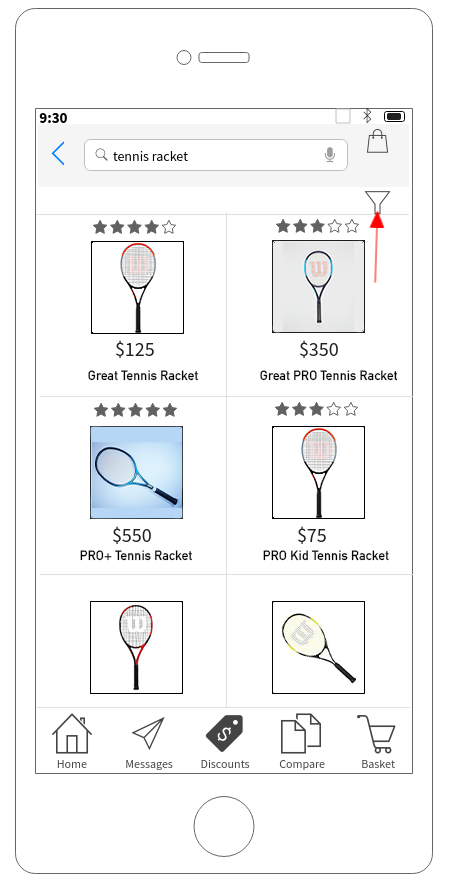 9:30
tennis racket
$125
Great Tennis Racket
$350
Great PRO Tennis Racket
$550
PRO+ Tennis Racket
$75
PRO Kid Tennis Racket
Home
Messages
Discounts
Compare
Basket